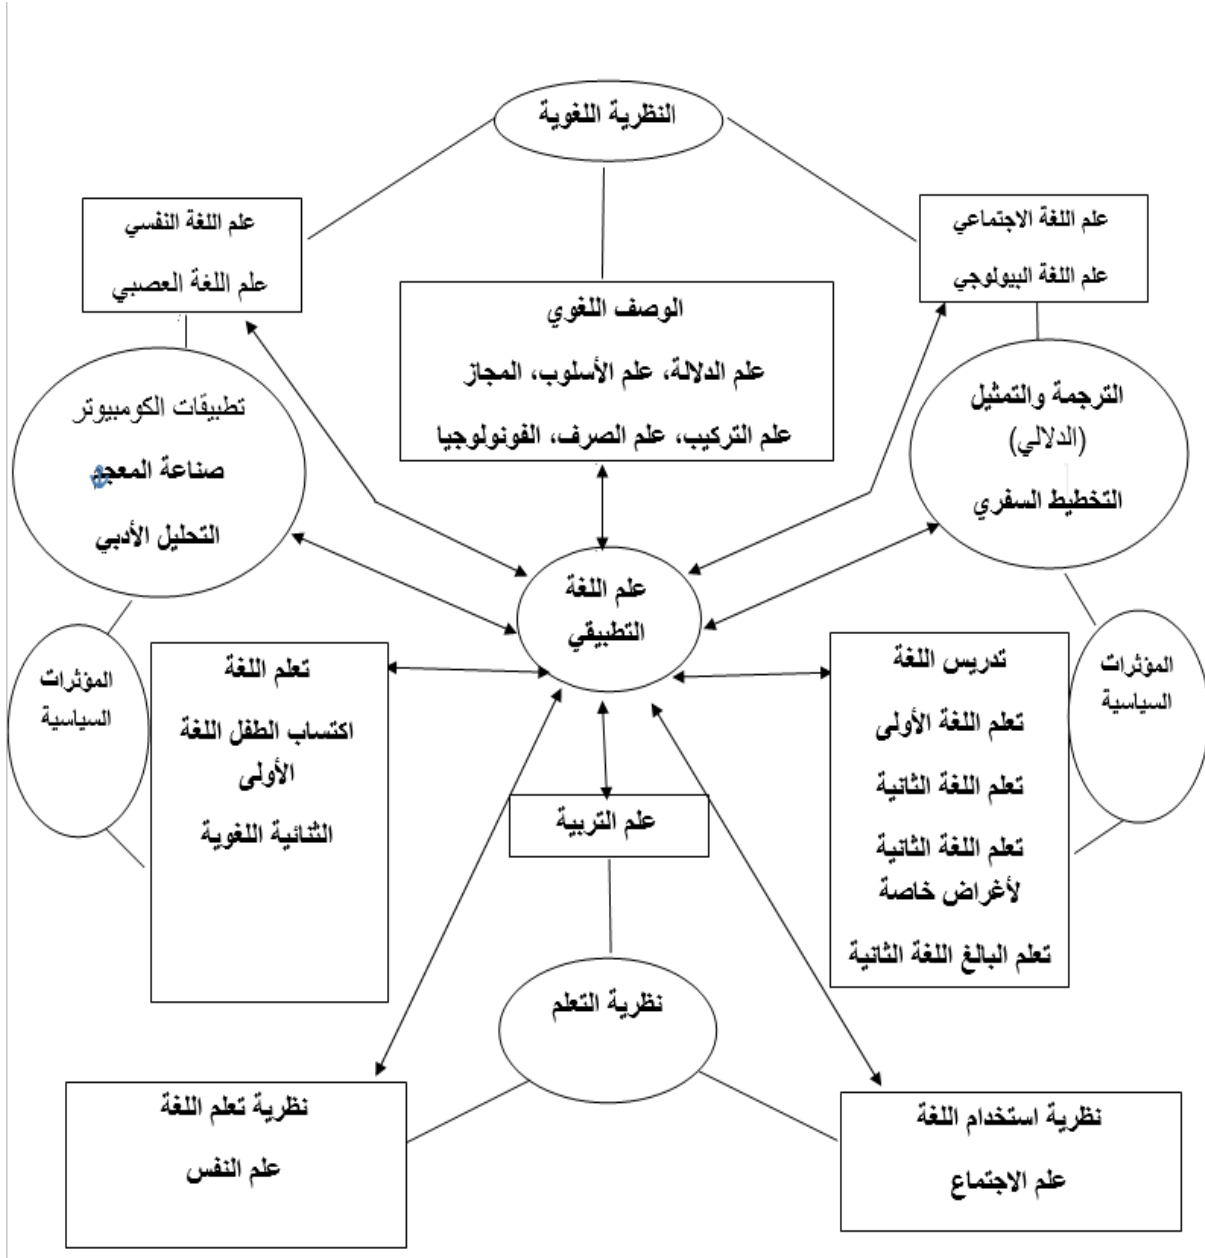 النظرية اللغوية
علم اللغة الاجتماعي
علم اللغة البيولوجي
علم اللغة النفسي
علم اللغة العصبي
الوصف اللغوي
علم الدلالة، علم الأسلوب، المجاز
علم التركيب، علم الصرف، الفونولوجيا
الترجمة والتمثيل
(الدلالي)
التخطيط السفري
تطبيقات الكومبيوتر
صناعة المعجم
التحليل الأدبي
علم اللغة
التطبيقي
المؤثرات
السياسية
تدريس اللغة
تعلم اللغة الأولى
تعلم اللغة الثانية
تعلم اللغة الثانية
لأغراض خاصة
تعلم البالغ اللغة الثانية
تعلم اللغة
اكتساب الطفل اللغة
الأولى
الثنائية اللغوية
المؤثرات
السياسية
علم التربية
نظرية التعلم
نظرية استخدام اللغة
علم الاجتماع
نظرية تعلم اللغة
علم النفس